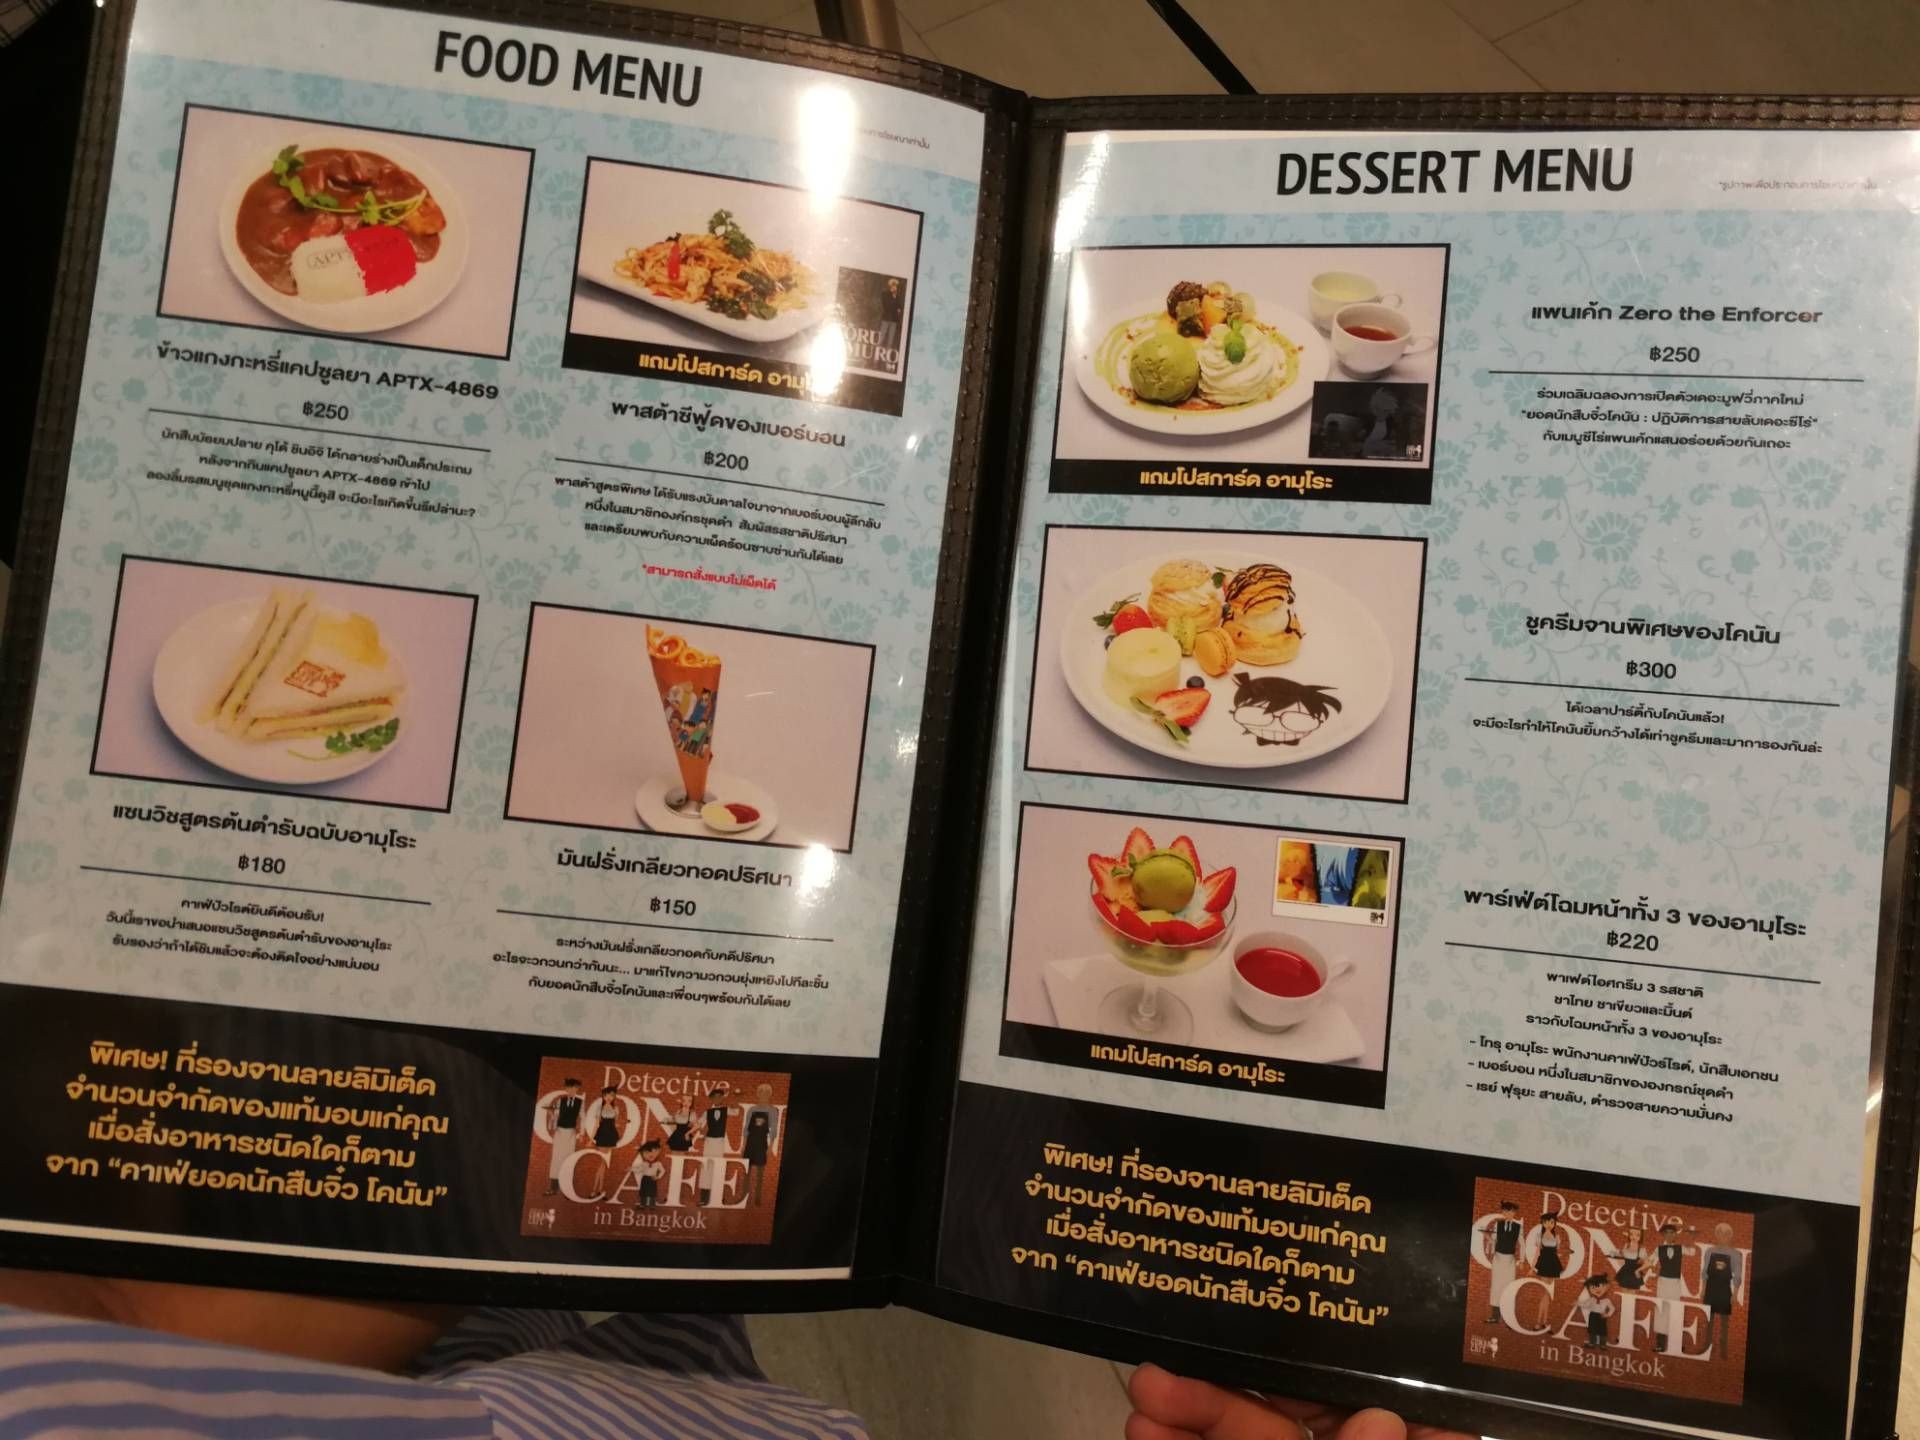 FOOD MENU
ข้าวแกงกะหรี่แคปซูลยา APTX-4869
฿250
นักสืบมัธยมปลาย คุโด้ ชินอิจิ ได้กลายร่างเป็นเด็กประถม
หลังจากกินแคปซูลยา APTX-4869 เข้าไป
ลองลิ้มรสเมนูชุดแกงกะหรี่หมูนี้ดูสิ จะมีอะไรเกิดขึ้นรึเปล่านะ?
แถมโปสการ์ด
พาสต้าซีฟู้ดของเบอร์บอน
฿200
พาสต้าสูตรพิเศษ ได้รับแรงบันดาลใจมาจากเบอร์บอนผู้ลึกลับ
หนึ่งในสมาชิกองค์กรชุดดำ สัมผัสรสชาติปริศนา
และเตรียมพบกับความเผ็ดร้อนซาบซ่านกันได้เลย
*สามารถสั่งแบบไม่เผ็ดได้
แซนวิชสูตรต้นตำรับฉบับอามุโระ
฿180
คาเฟ่ปัวโรต์ยินดีต้อนรับ!
วันนี้เราขอนำเสนอแซนวิชสูตรต้นตำรับของอามุโระ
รับรองว่าถ้าได้ชิมแล้วจะต้องติดใจอย่างแน่นอน
มันฝรั่งเกลียวทอดปริศนา
฿150
ระหว่างมันฝรั่งเกลียวทอดกับคดีปริศนา
อะไรจะวกวนกว่ากันนะ... มาแก้ไขความวกวนยุ่งเหยิงไปทีละชิ้น
กับยอดนักสืบจิ๋วโคนันและเพื่อนๆพร้อมกันได้เลย
พิเศษ! ที่รองจานลายลิมิเต็ด
จำนวนจำกัดของแท้มอบแก่คุณ
เมื่อสั่งอาหารชนิดใดก็ตาม
จาก “คาเฟ่ยอดนักสืบจิ๋ว โคนัน”
Detective
CONAN
CAFE
in Bangkok
DESSERT MENU
*รูปภาพเพื่อประกอบการโฆษณาเท่านั้น
แถมโปสการ์ด อามุโระ
แพนเค้ก Zero the Enforcer
฿250
ร่วมเฉลิมฉลองการเปิดตัวเดอะมูฟวี่ภาคใหม่
"ยอดนักสืบจิ๋วโคนัน : ปฏิบัติการสายลับเดอะซีโร่"
กับเมนูซีโร่แพนเค้กแสนอร่อยด้วยกันเถอะ
ชูครีมจานพิเศษของโคนัน
฿300
ได้เวลาปาร์ตี้กับโคนันแล้ว!
จะมีอะไรทำให้โคนันยิ้มกว้างได้เท่าชูครีมและมาการองกันล่ะ
แถมโปสการ์ด อามุโระ
พาร์เฟ่ต์โฉมหน้าทั้ง 3 ของอามุโระ
฿220
พาเฟต์ไอศกรีม 3 รสชาติ
ชาไทย ชาเขียวและมิ้นต์
ราวกับโฉมหน้าทั้ง 3 ของอามุโระ
- โทรุ อามุโระ พนักงานคาเฟ่ปัวร์โรต์, นักสืบเอกชน
- เบอร์บอน หนึ่งในสมาชิกขององกรณ์ชุดดำ
- เรย์ ฟุรุยะ สายลับ, ตำรวจสายความมั่นคง
พิเศษ! ที่รองจานลายลิมิเต็ด
จำนวนจำกัดของแท้มอบแก่คุณ
เมื่อสั่งอาหารชนิดใดก็ตาม
จาก “คาเฟ่ยอดนักสืบจิ๋ว โคนัน”
Detective
CONAN
CAFE
in Bangkok